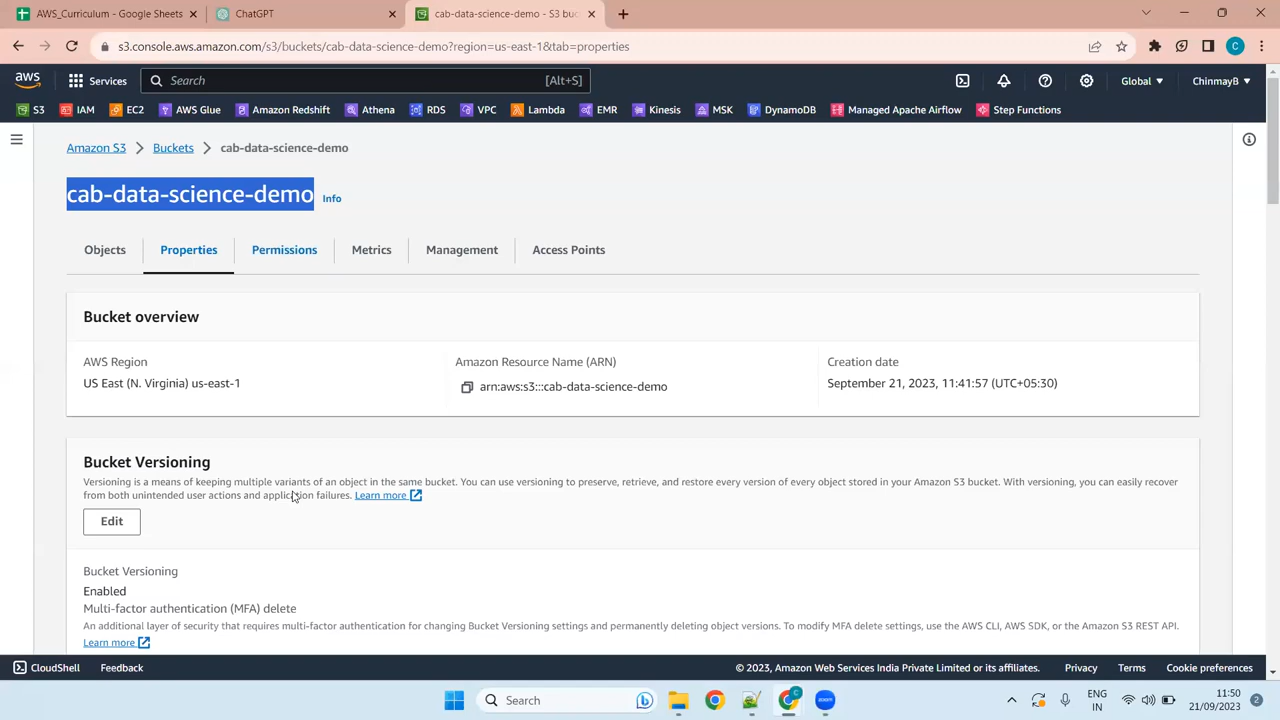 AWS_Curriculum - Google Sheets
ChatGPT
cab-data-science-demo - S3 buc
s3.console.aws.amazon.com/s3/buckets/cab-data-science-demo?region=us-east-1&tab=properties
C
aws
Services
Search
[Alt+S]
Global
ChinmayB
S3
IAM
EC2
AWS Glue
Amazon Redshift
Athena
RDS
VPC
Lambda
EMR
Kinesis
MSK
DynamoDB
Managed Apache Airflow
Step Functions
Amazon S3 > Buckets > cab-data-science-demo
cab-data-science-demo Info
Objects
Properties
Permissions
Metrics
Management
Access Points
Bucket overview
AWS Region
US East (N. Virginia) us-east-1
Amazon Resource Name (ARN)
arn:aws:s3:::cab-data-science-demo
Creation date
September 21, 2023, 11:41:57 (UTC+05:30)
Bucket Versioning
Versioning is a means of keeping multiple variants of an object in the same bucket. You can use versioning to preserve, retrieve, and restore every version of every object stored in your Amazon S3 bucket. With versioning, you can easily recover
from both unintended user actions and application failures. Learn more
Edit
Bucket Versioning
Enabled
Multi-factor authentication (MFA) delete
An additional layer of security that requires multi-factor authentication for changing Bucket Versioning settings and permanently deleting object versions. To modify MFA delete settings, use the AWS CLI, AWS SDK, or the Amazon S3 REST API.
Learn more
CloudShell
Feedback
© 2023, Amazon Web Services India Private Limited or its affiliates.
Privacy
Terms
Cookie preferences
Search
C
zoom
ENG
IN
11:50
21/09/2023
2